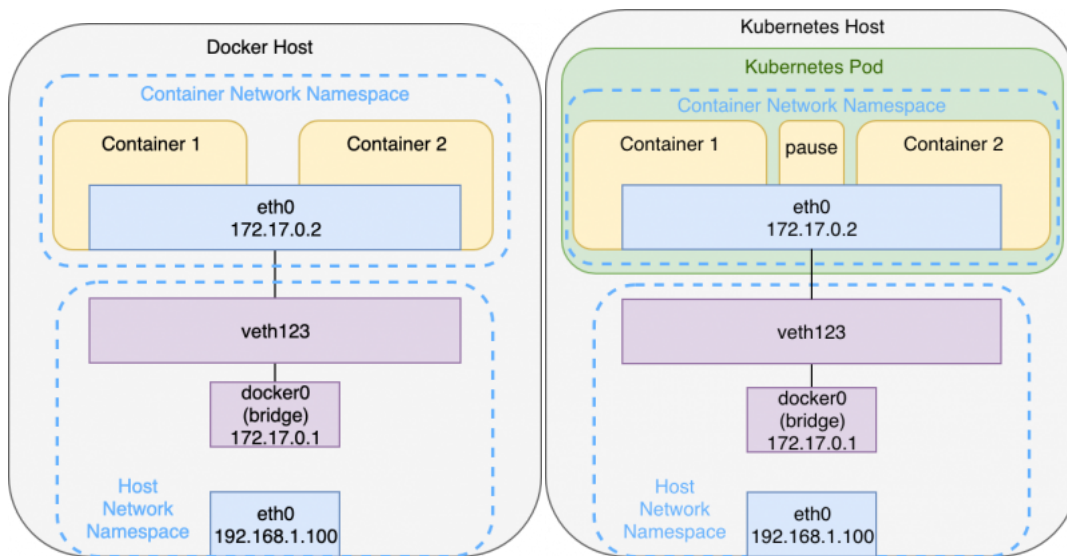 Docker Host
Container Network Namespace
Container 1
Container 2
eth0
172.17.0.2
veth123
docker0
(bridge)
172.17.0.1
Host
Network
Namespace
eth0
192.168.1.100
Kubernetes Host
Kubernetes Pod
Container Network Namespace
Container 1
pause
Container 2
eth0
172.17.0.2
veth123
docker0
(bridge)
172.17.0.1
Host
Network
Namespace
eth0
192.168.1.100